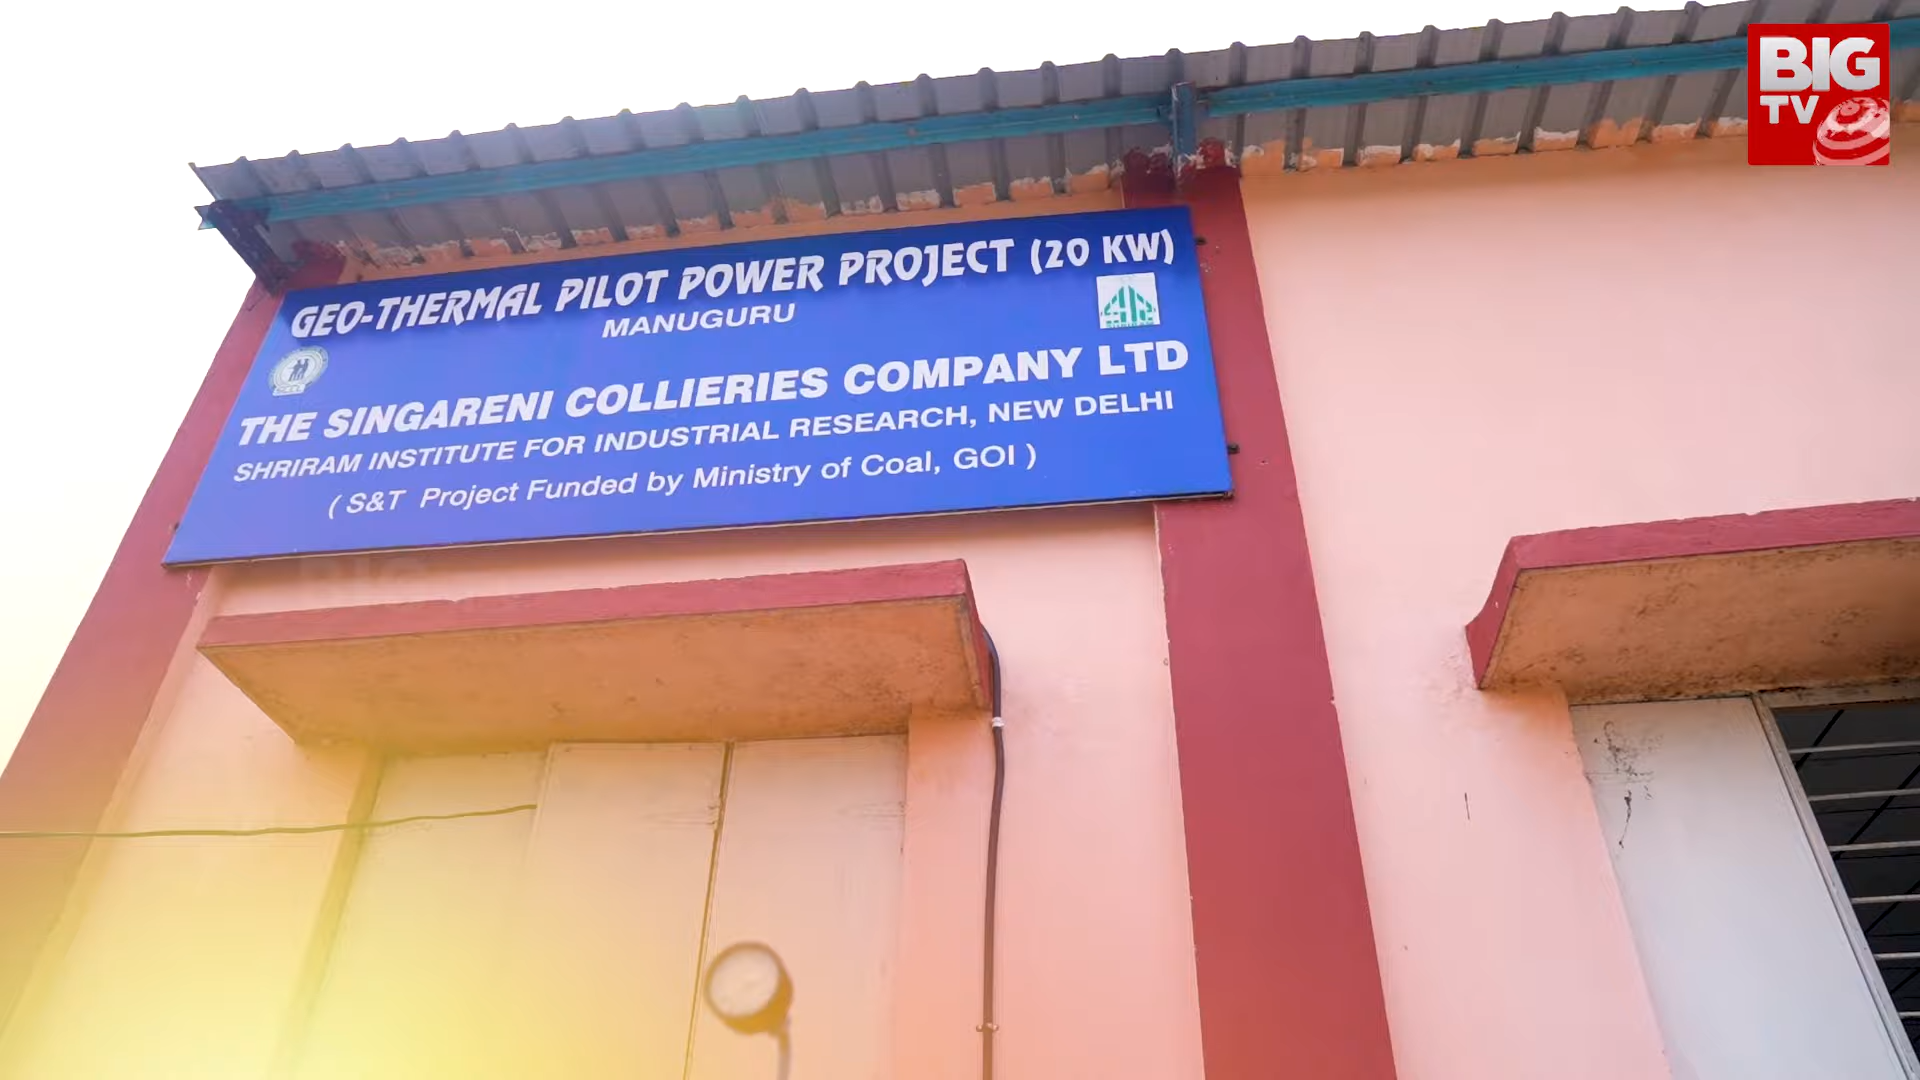 BIG
TV
GEO-THERMAL PILOT POWER PROJECT (20 KW)
MANUGURU
THE SINGARENI COLLIERIES COMPANY LTD
SHRIRAM INSTITUTE FOR INDUSTRIAL RESEARCH, NEW DELHI
( S&T Project Funded by Ministry of Coal, GOI )